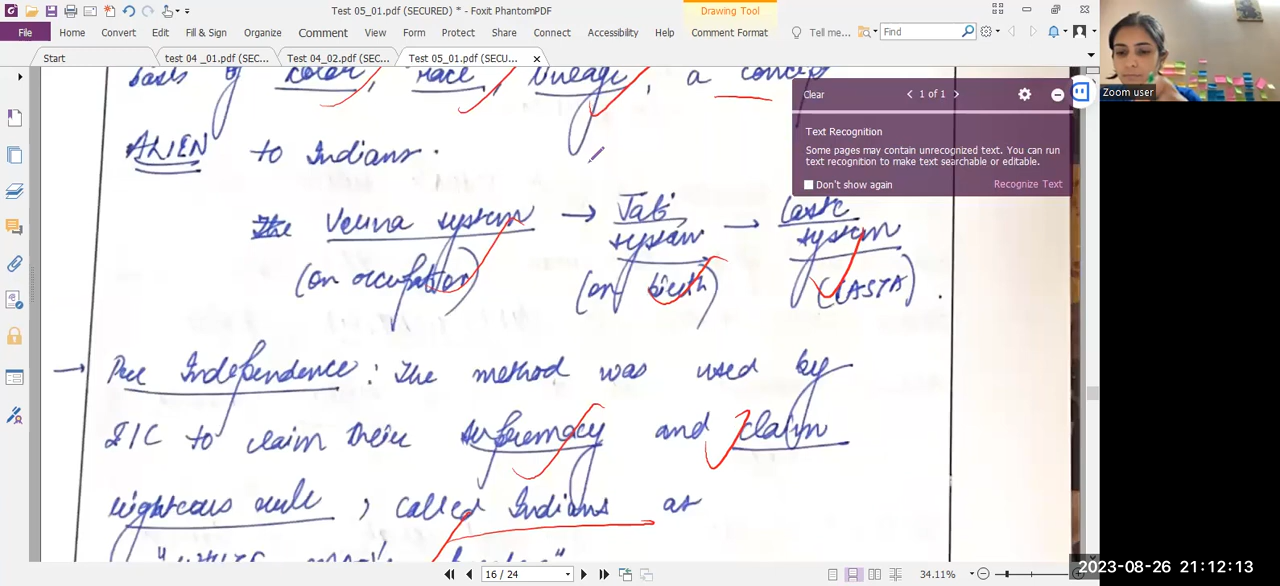 Test 05_01.pdf (SECURED) * - Foxit PhantomPDF
Drawing Tool
File Home Convert Edit Fill & Sign Organize Comment View Form Protect Share Connect Accessibility Help Comment Format Tell me... Find
Start test 04 _01.pdf (SEC... Test 04_02.pdf (SECU... Test 05_01.pdf (SECU...
Zoom user
basis of color, race, lineage, a concept
ALIEN to Indians.
The Verna system → Jati system → Caste system
(on occupation) (on birth) (CASTA).
Clear 1 of 1
Text Recognition
Some pages may contain unrecognized text. You can run
text recognition to make text searchable or editable.
Don't show again Recognize Text
→ Pre Independence : The method was used by
EIC to claim their supremacy and claim
righteous rule , called Indians as
16 / 24
34.11%
2023-08-26 21:12:13